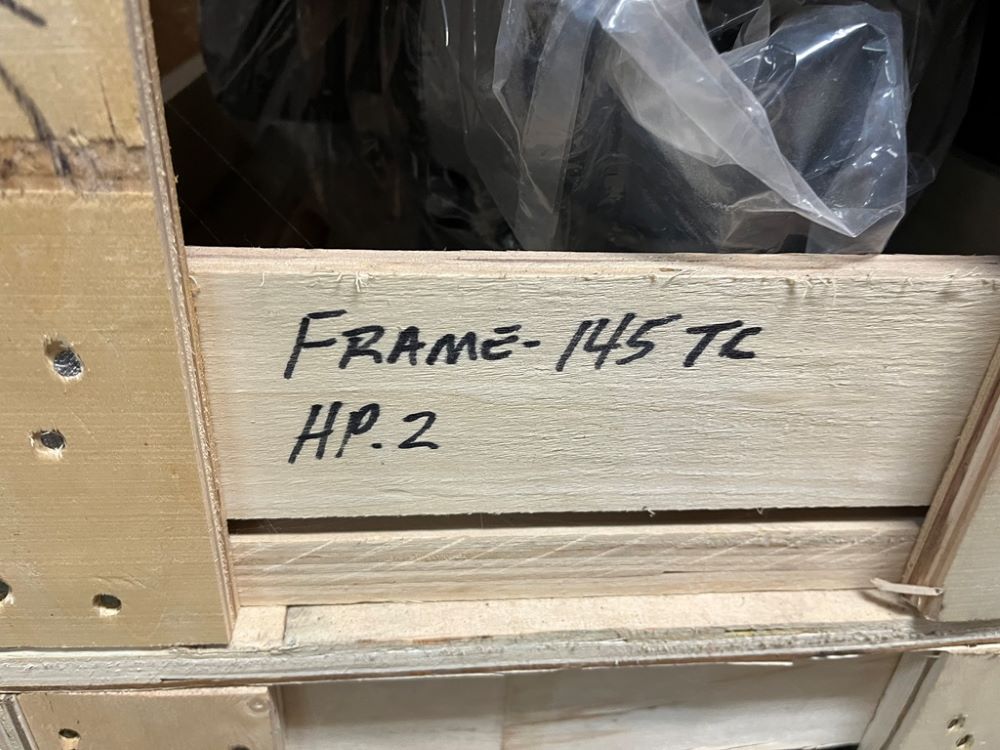 FRAME- 145 TC
HP. 2